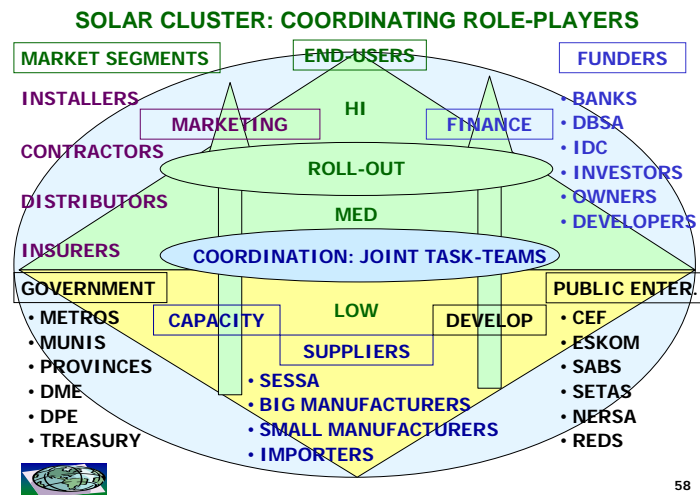 SOLAR CLUSTER: COORDINATING ROLE-PLAYERS
MARKET SEGMENTS
END-USERS
FUNDERS
INSTALLERS
CONTRACTORS
DISTRIBUTORS
INSURERS
HI
MARKETING
FINANCE
• BANKS
• DBSA
• IDC
• INVESTORS
• OWNERS
• DEVELOPERS
ROLL-OUT
MED
COORDINATION: JOINT TASK-TEAMS
GOVERNMENT
• METROS
• MUNIS
• PROVINCES
• DME
• DPE
• TREASURY
LOW
CAPACITY
DEVELOP
SUPPLIERS
• SESSA
• BIG MANUFACTURERS
• SMALL MANUFACTURERS
• IMPORTERS
PUBLIC ENTER.
• CEF
• ESKOM
• SABS
• SETAS
• NERSA
• REDS
58